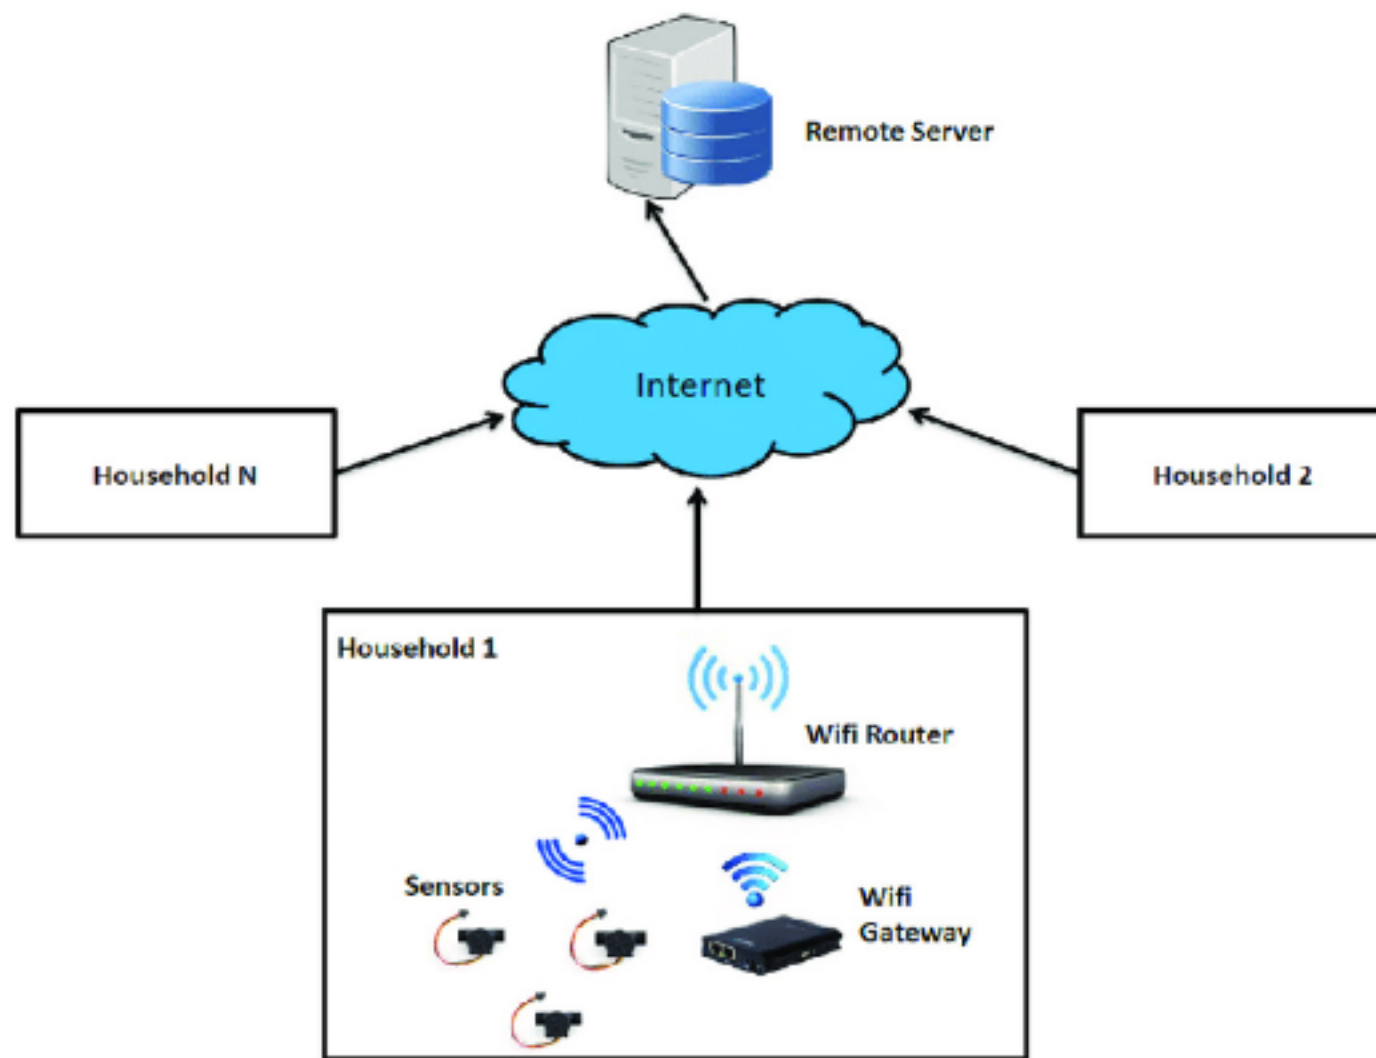 Remote Server
Internet
Household N
Household 2
Household 1
Wifi Router
Sensors
Wifi
Gateway